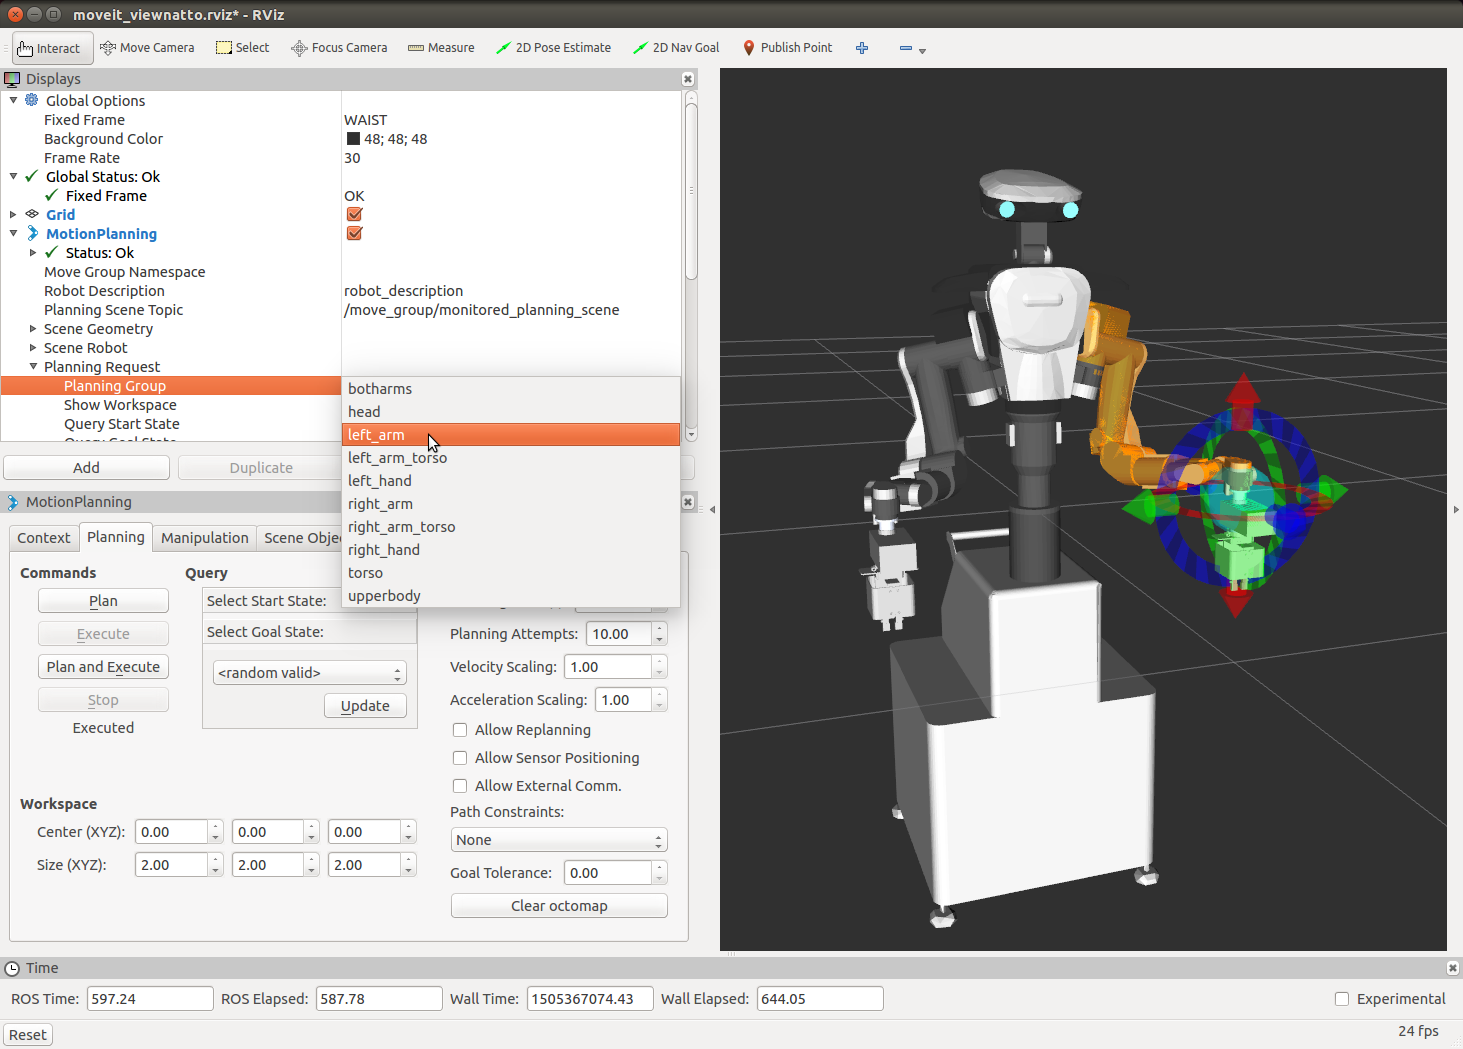 moveit_viewnatto.rviz* - RViz
Interact Move Camera Select Focus Camera Measure 2D Pose Estimate 2D Nav Goal Publish Point
Displays
Global Options
Fixed Frame WAIST
Background Color 48; 48; 48
Frame Rate 30
Global Status: Ok
Fixed Frame OK
Grid
MotionPlanning
Status: Ok
Move Group Namespace
Robot Description robot_description
Planning Scene Topic /move_group/monitored_planning_scene
Scene Geometry
Scene Robot
Planning Request
Planning Group
Show Workspace
Query Start State
botharms
head
left_arm
left_arm_torso
left_hand
right_arm
right_arm_torso
right_hand
torso
upperbody
Add Duplicate
MotionPlanning
Context Planning Manipulation Scene Obje
Commands Query
Plan Select Start State:
Execute Select Goal State:
Plan and Execute <random valid>
Stop Update
Executed
Planning Attempts: 10.00
Velocity Scaling: 1.00
Acceleration Scaling: 1.00
Allow Replanning
Allow Sensor Positioning
Allow External Comm.
Path Constraints:
None
Goal Tolerance: 0.00
Clear octomap
Workspace
Center (XYZ): 0.00 0.00 0.00
Size (XYZ): 2.00 2.00 2.00
Time
ROS Time: 597.24 ROS Elapsed: 587.78 Wall Time: 1505367074.43 Wall Elapsed: 644.05 Experimental
Reset 24 fps